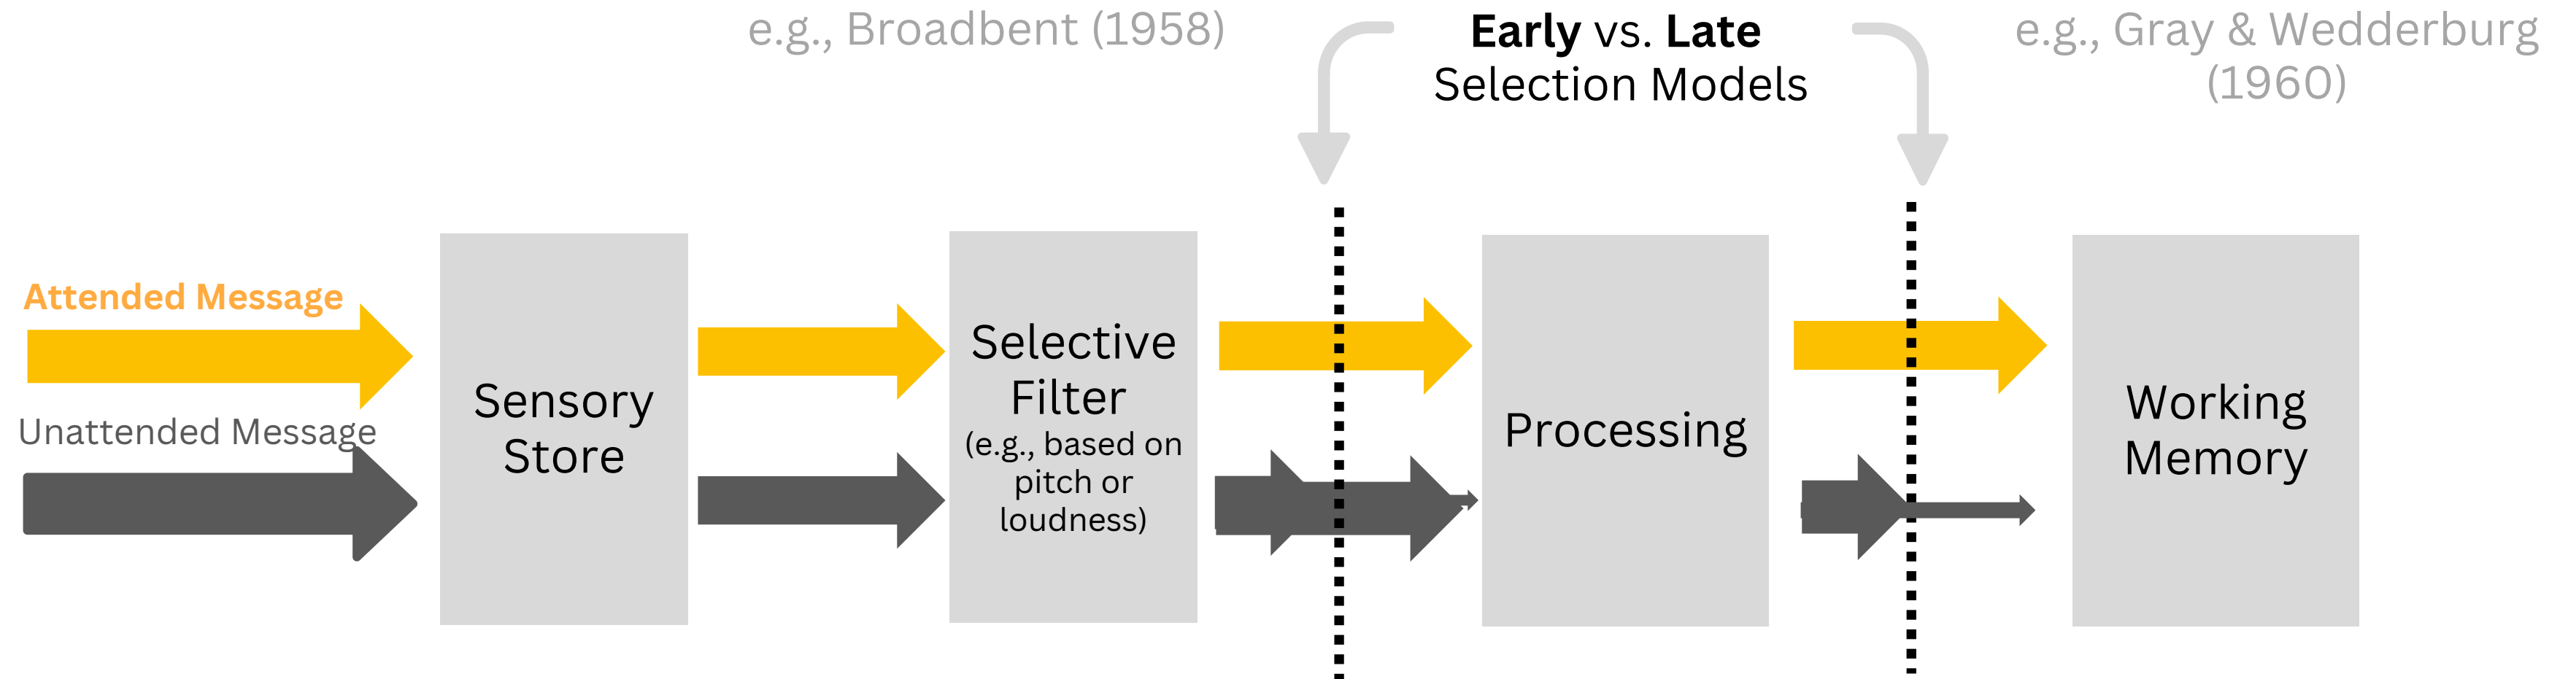 e.g., Broadbent (1958)
Early vs. Late
Selection Models
e.g., Gray & Wedderburg
(1960)
Attended Message
Unattended Message
Sensory
Store
Selective
Filter
(e.g., based on
pitch or
loudness)
Processing
Working
Memory